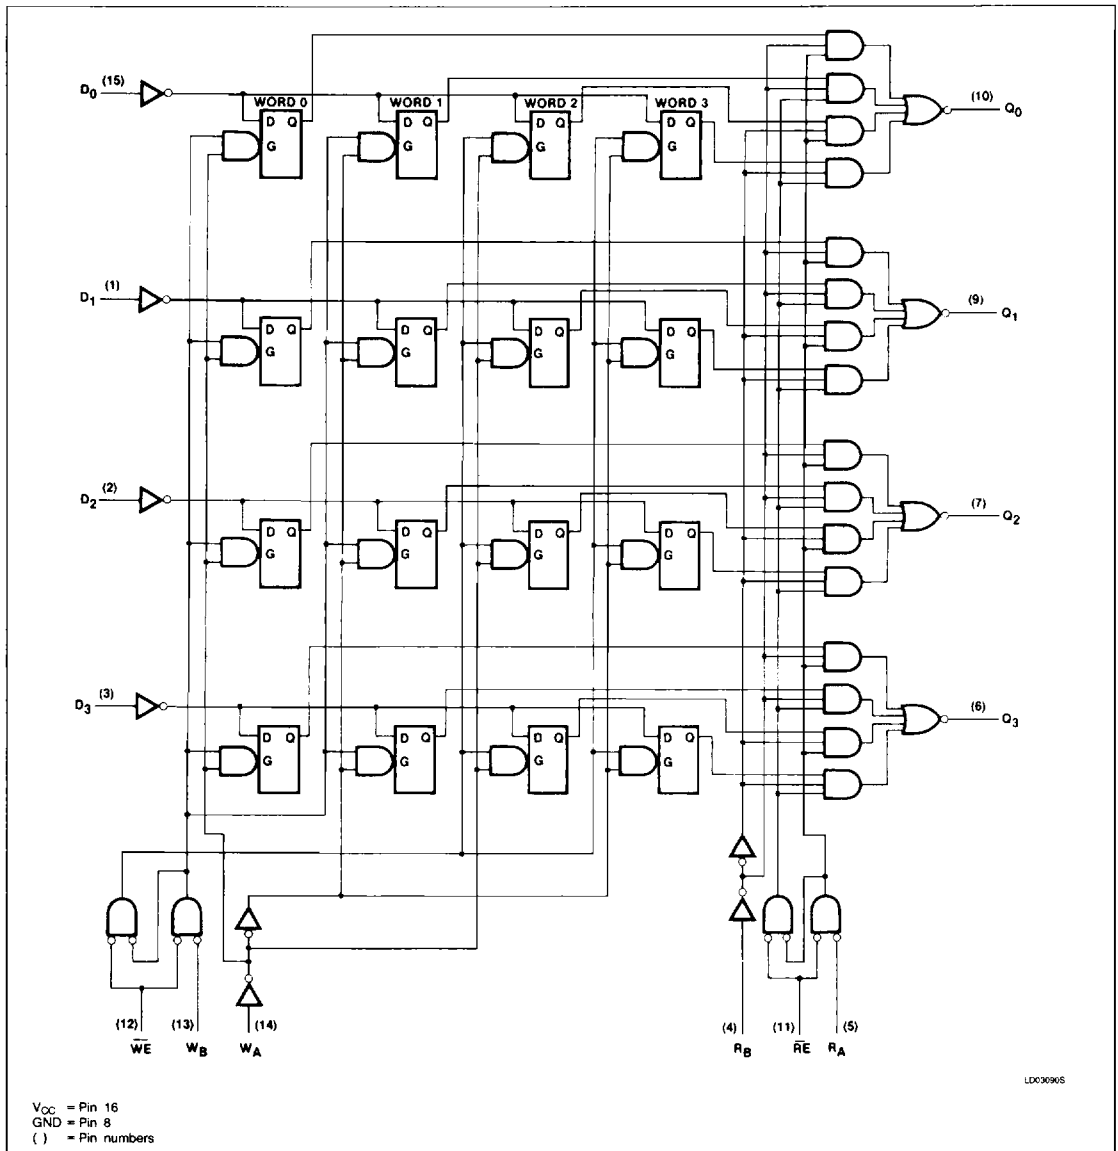 (15)
D0
(10)
Q0
WORD 0
WORD 1
WORD 2
WORD 3
D Q
G
D Q
G
D Q
G
D Q
G
(1)
D1
(9)
Q1
D Q
G
D Q
G
D Q
G
D Q
G
(2)
D2
(7)
Q2
D Q
G
D Q
G
D Q
G
D Q
G
(3)
D3
(6)
Q3
D Q
G
D Q
G
D Q
G
D Q
G
(12)
WE
(13)
WB
(14)
WA
(4)
RB
(11)
RE
(5)
RA
LD03090S
VCC = Pin 16
GND = Pin 8
( ) = Pin numbers